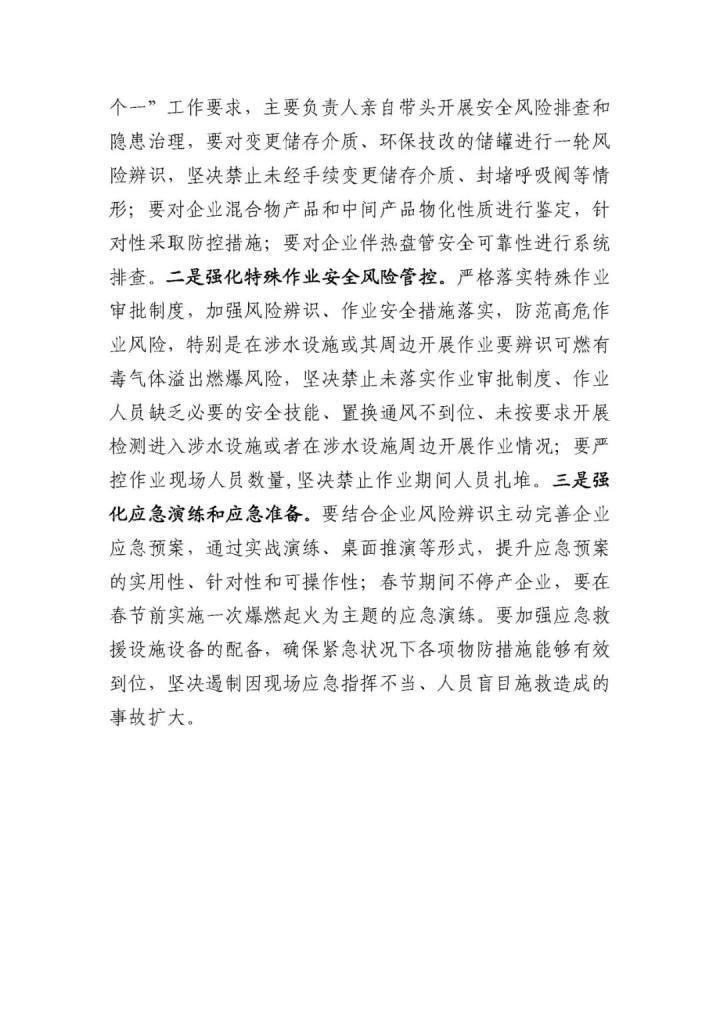 个一”工作要求，主要负责人亲自带头开展安全风险排查和
隐患治理，要对变更储存介质、环保技改的储罐进行一轮风
险辨识，坚决禁止未经手续变更储存介质、封堵呼吸阀等情
形；要对企业混合物产品和中间产品物化性质进行鉴定，针
对性采取防控措施；要对企业伴热盘管安全可靠性进行系统
排查。二是强化特殊作业安全风险管控。严格落实特殊作业
审批制度，加强风险辨识、作业安全措施落实，防范高危作
业风险，特别是在涉水设施或其周边开展作业要辨识可燃有
毒气体溢出燃爆风险，坚决禁止未落实作业审批制度、作业
人员缺乏必要的安全技能、置换通风不到位、未按要求开展
检测进入涉水设施或者在涉水设施周边开展作业情况；要严
控作业现场人员数量,坚决禁止作业期间人员扎堆。三是强
化应急演练和应急准备。要结合企业风险辨识主动完善企业
应急预案，通过实战演练、桌面推演等形式，提升应急预案
的实用性、针对性和可操作性；春节期间不停产企业，要在
春节前实施一次爆燃起火为主题的应急演练。要加强应急救
援设施设备的配备，确保紧急状况下各项物防措施能够有效
到位，坚决遏制因现场应急指挥不当、人员盲目施救造成的
事故扩大。